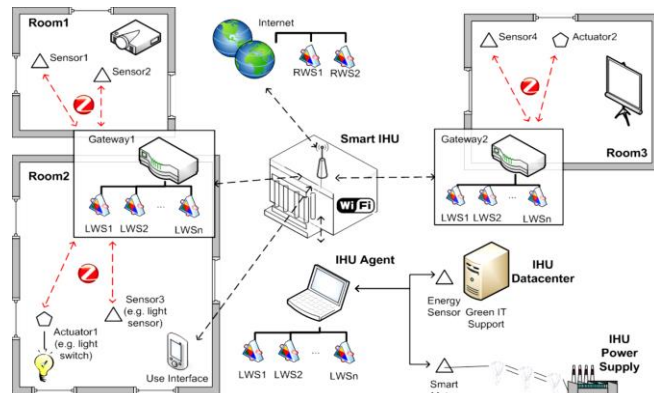 Room1
Sensor1
Sensor2
Internet
RWS1 RWS2
Sensor4
Actuator2
Gateway1
Smart IHU
Gateway2
Room3
Room2
LWS1 LWS2 ... LWSn
Wi Fi
LWS1 LWS2 ... LWSn
IHU Agent
IHU
Datacenter
Energy
Sensor
Green IT
Support
Sensor3
(e.g. light
sensor)
Actuator1
(e.g. light
switch)
Use Interface
LWS1 LWS2 ... LWSn
IHU
Power
Supply
Smart